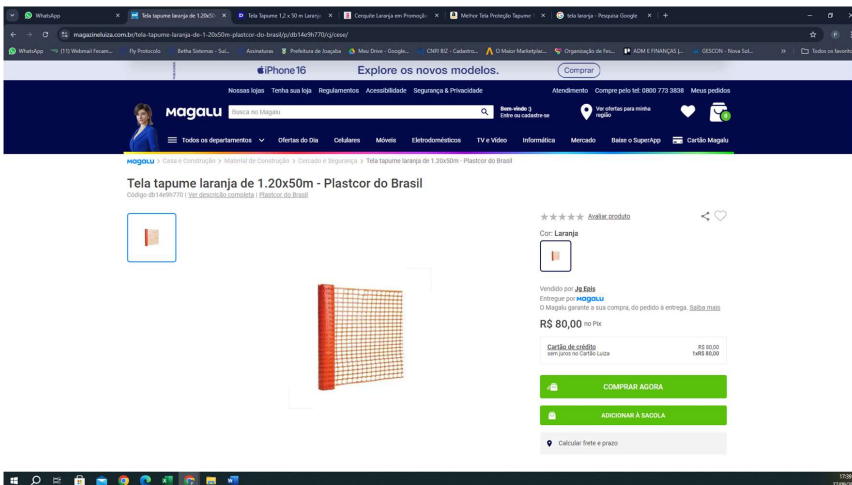 WhatsApp
Tela tapume laranja de 1.20x50
Tela Tapume 1,2 x 50 m Laranja
Cerquite Laranja em Promoção
Melhor Tela Proteção Tapume
tela laranja - Pesquisa Google
magazineluiza.com.br/tela-tapume-laranja-de-1-20x50m-plastcor-do-brasil/p/db14e9h770/cj/cese/
WhatsApp
(11) Webmail Fecam...
Fly Protocolo
Betha Sistemas - Sui...
Assinaturas
Prefeitura de Joaçaba
Meu Drive - Google...
CNPJ BIZ - Cadastro...
O Maior Marketplac...
Organização de Fes...
ADM E FINANÇAS |...
GESCON - Nova Sol...
Todos os favoritos
iPhone 16 Explore os novos modelos. Comprar
Nossas lojas Tenha sua loja Regulamentos Acessibilidade Segurança & Privacidade Atendimento Compre pelo tel: 0800 773 3838 Meus pedidos
Magalu
Busca no Magalu
Bem-vindo :)
Entre ou cadastre-se
Ver ofertas para minha
região
Todos os departamentos Ofertas do Dia Celulares Móveis Eletrodomésticos TV e Vídeo Informática Mercado Baixe o SuperApp Cartão Magalu
Magalu > Casa e Construção > Material de Construção > Cercado e Segurança > Tela tapume laranja de 1.20x50m - Plastcor do Brasil
Tela tapume laranja de 1.20x50m - Plastcor do Brasil
Código db14e9h770 | Ver descrição completa | Plastcor do Brasil
Avaliar produto
Cor: Laranja
Vendido por Jg Epis
Entregue por Magalu
O Magalu garante a sua compra, do pedido à entrega. Saiba mais
R$ 80,00 no Pix
Cartão de crédito R$ 80,00
sem juros no Cartão Luiza 1xR$ 80,00
COMPRAR AGORA
ADICIONAR À SACOLA
Calcular frete e prazo
17:39